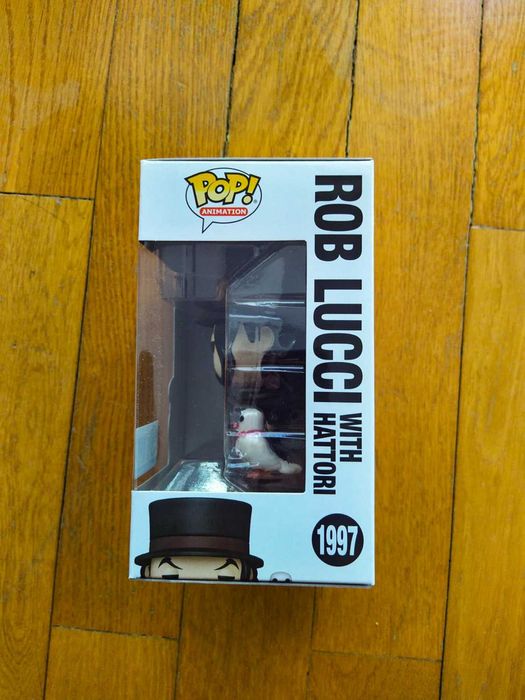 POP!
ANIMATION
ROB LUCCI WITH
HATTORI
1997